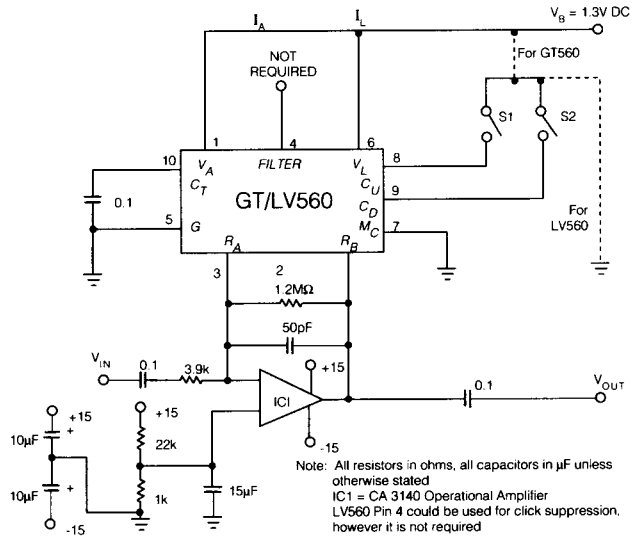 I_A
I_L
V_B = 1.3V DC
NOT
REQUIRED
For GT560
1
4
6
S1
S2
10
V_A
FILTER
V_L
8
C_T
C_U
GT/LV560
9
0.1
C_D
5
G
M_C
7
For
LV560
R_A
R_B
3
2
1.2MΩ
50pF
V_IN
0.1
3.9k
+15
ICI
0.1
V_OUT
+15
+
10μF
+15
22k
-15
10μF
+
1k
15μF
-15
Note: All resistors in ohms, all capacitors in μF unless
otherwise stated
IC1 = CA 3140 Operational Amplifier
LV560 Pin 4 could be used for click suppression,
however it is not required